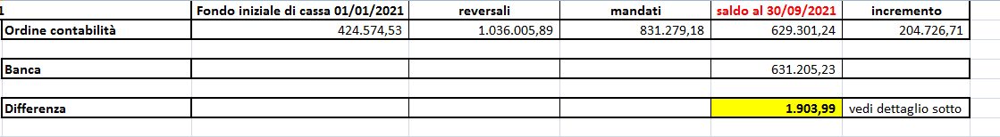 1 Fondo iniziale di cassa 01/01/2021 reversali mandati saldo al 30/09/2021 incremento
Ordine contabilità 424.574,53 1.036.005,89 831.279,18 629.301,24 204.726,71
Banca 631.205,23
Differenza 1.903,99 vedi dettaglio sotto